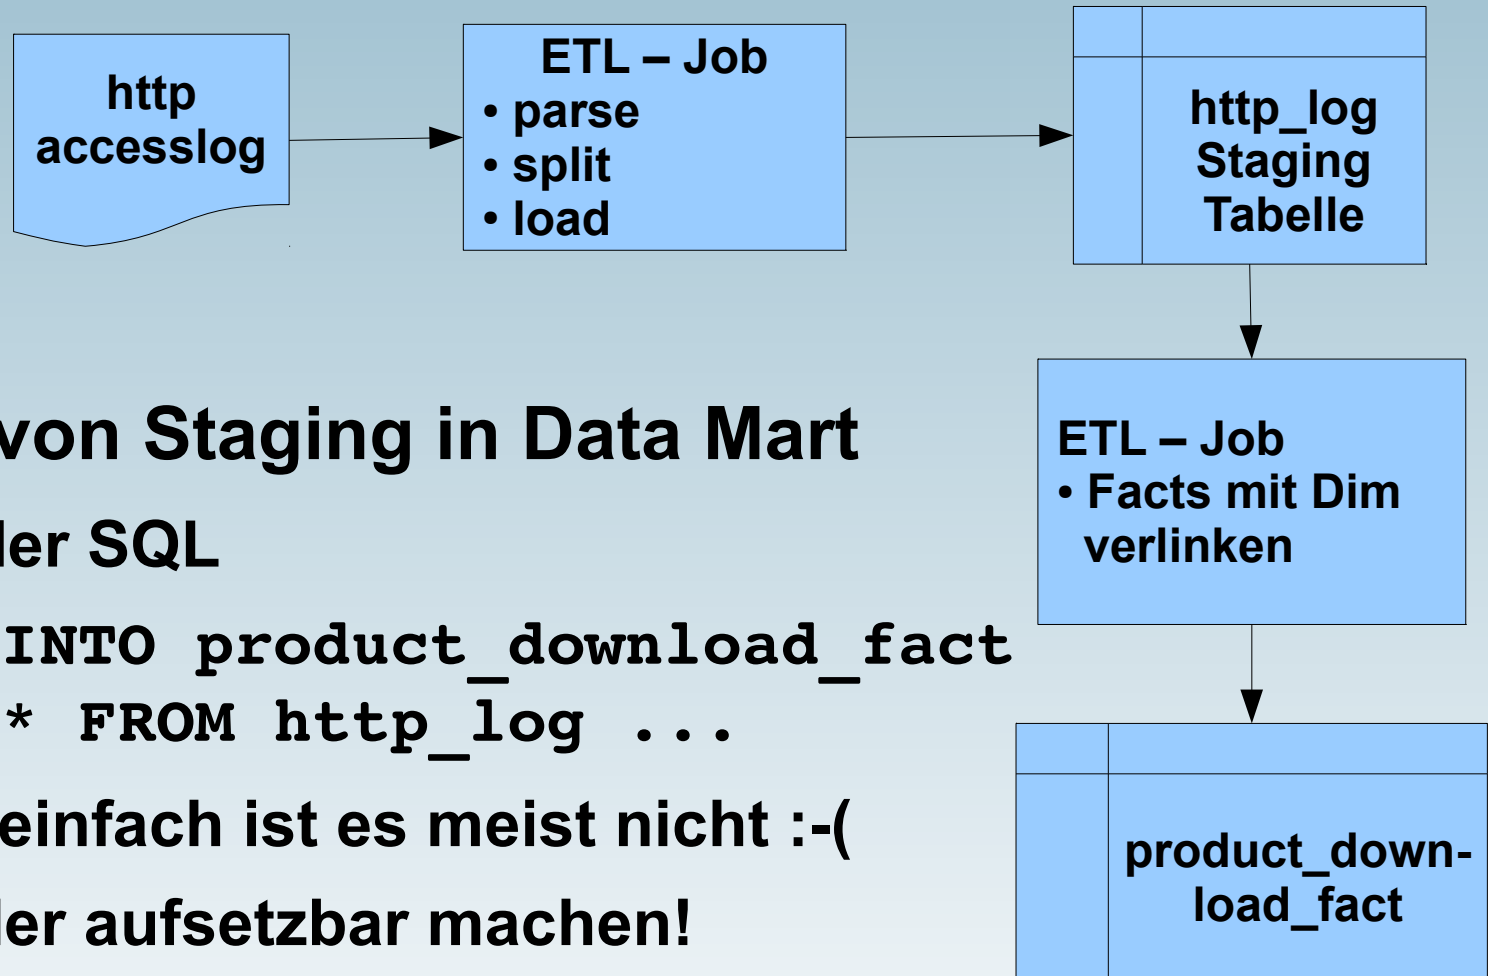 http
accesslog
ETL – Job
• parse
• split
• load
http_log
Staging
Tabelle
von Staging in Data Mart
ler SQL
INTO product_download_fact
* FROM http_log ...
einfach ist es meist nicht :-(
ler aufsetzbar machen!
ETL – Job
• Facts mit Dim
verlinken
product_down-
load_fact